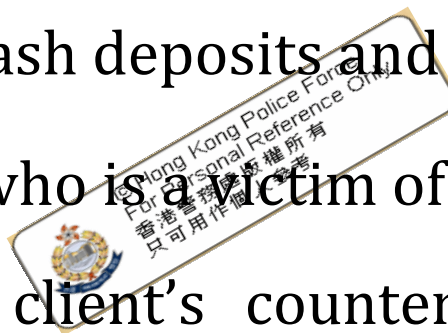 ash deposits and
© Hong Kong Police Force
For Personal Reference Only
香港警務處版權所有
只可用作個人參考
who is a victim of
client’s counter